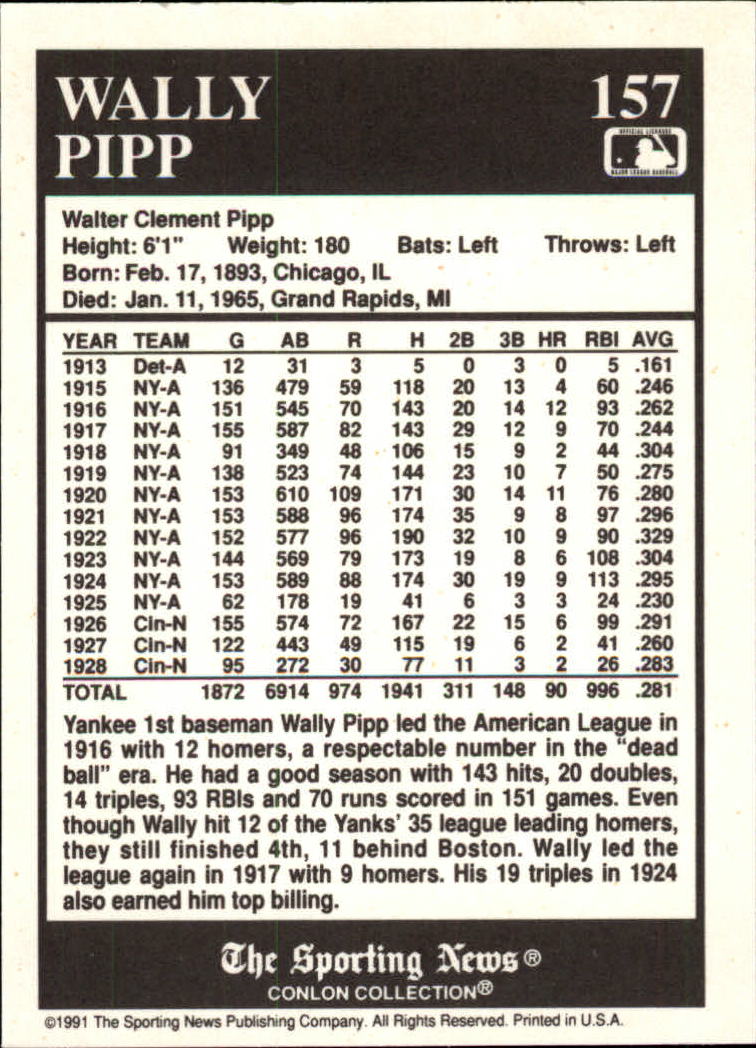 WALLY
PIPP
157
OFFICIAL LICENSEE
MAJOR LEAGUE BASEBALL
Walter Clement Pipp
Height: 6'1" Weight: 180 Bats: Left Throws: Left
Born: Feb. 17, 1893, Chicago, IL
Died: Jan. 11, 1965, Grand Rapids, MI
YEAR TEAM G AB R H 2B 3B HR RBI AVG
1913 Det-A 12 31 3 5 0 3 0 5 .161
1915 NY-A 136 479 59 118 20 13 4 60 .246
1916 NY-A 151 545 70 143 20 14 12 93 .262
1917 NY-A 155 587 82 143 29 12 9 70 .244
1918 NY-A 91 349 48 106 15 9 2 44 .304
1919 NY-A 138 523 74 144 23 10 7 50 .275
1920 NY-A 153 610 109 171 30 14 11 76 .280
1921 NY-A 153 588 96 174 35 9 8 97 .296
1922 NY-A 152 577 96 190 32 10 9 90 .329
1923 NY-A 144 569 79 173 19 8 6 108 .304
1924 NY-A 153 589 88 174 30 19 9 113 .295
1925 NY-A 62 178 19 41 6 3 3 24 .230
1926 Cin-N 155 574 72 167 22 15 6 99 .291
1927 Cin-N 122 443 49 115 19 6 2 41 .260
1928 Cin-N 95 272 30 77 11 3 2 26 .283
TOTAL 1872 6914 974 1941 311 148 90 996 .281
Yankee 1st baseman Wally Pipp led the American League in
1916 with 12 homers, a respectable number in the "dead
ball" era. He had a good season with 143 hits, 20 doubles,
14 triples, 93 RBIs and 70 runs scored in 151 games. Even
though Wally hit 12 of the Yanks' 35 league leading homers,
they still finished 4th, 11 behind Boston. Wally led the
league again in 1917 with 9 homers. His 19 triples in 1924
also earned him top billing.
The Sporting News®
CONLON COLLECTION®
©1991 The Sporting News Publishing Company. All Rights Reserved. Printed in U.S.A.